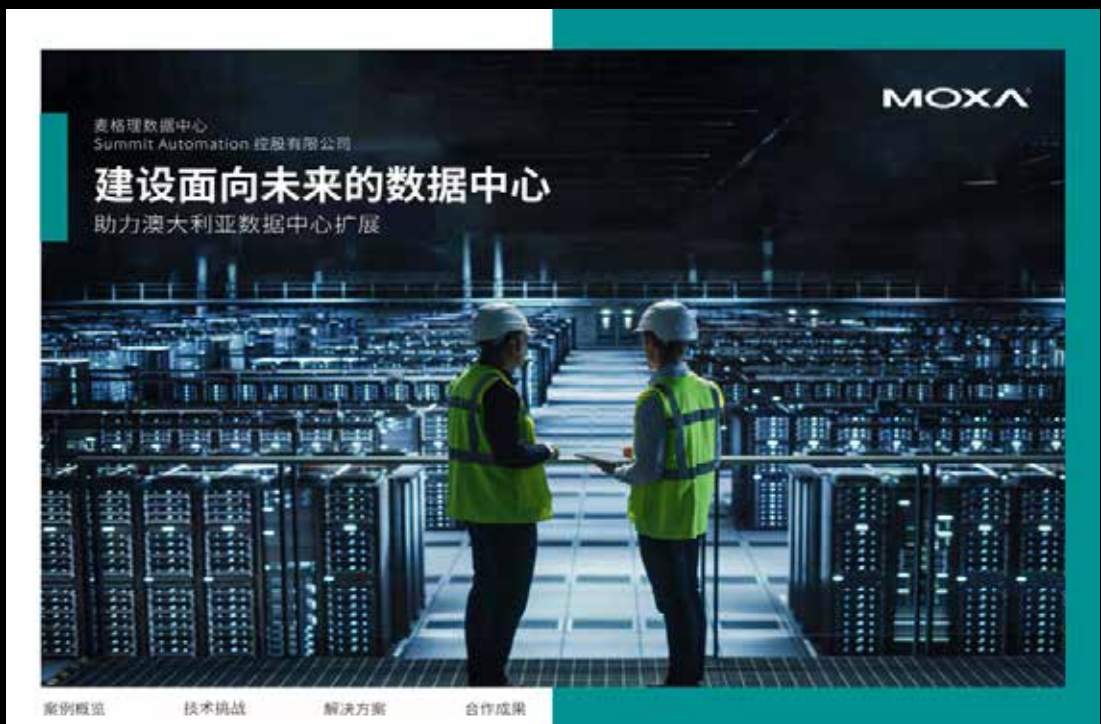 MOXA
麦格理数据中心
Summit Automation 控股有限公司
建设面向未来的数据中心
助力澳大利亚数据中心扩展
案例概览 技术挑战 解决方案 合作成果